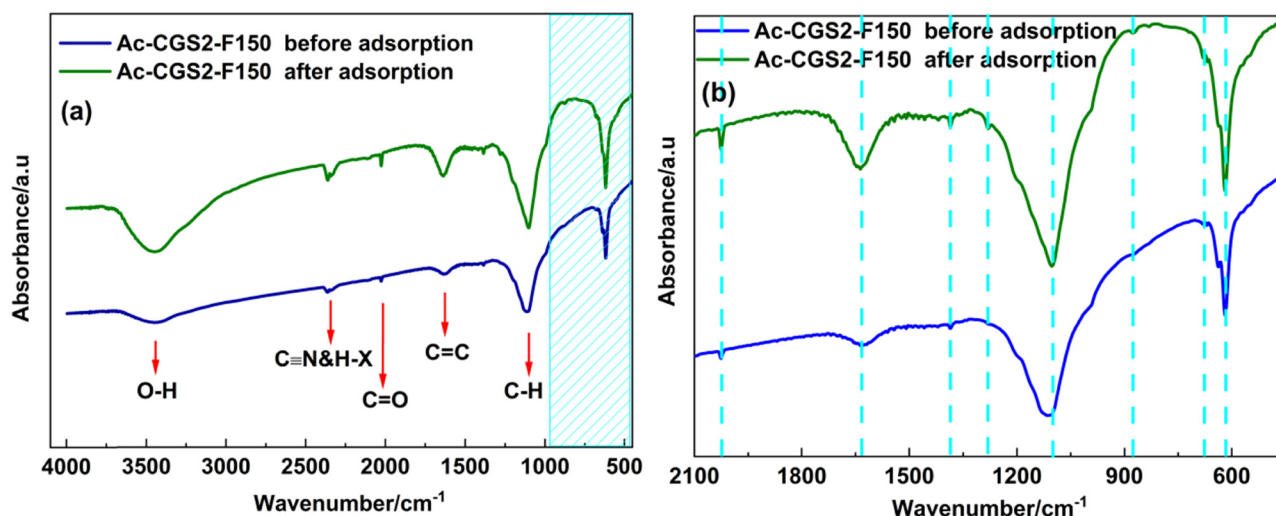 Ac-CGS2-F150 before adsorption
Ac-CGS2-F150 after adsorption
(a)
Absorbance/a.u
O-H
C≡N&H-X
C=O
C=C
C-H
4000 3500 3000 2500 2000 1500 1000 500
Wavenumber/cm⁻¹
Ac-CGS2-F150 before adsorption
Ac-CGS2-F150 after adsorption
(b)
Absorbance/a.u
2100 1800 1500 1200 900 600
Wavenumber/cm⁻¹